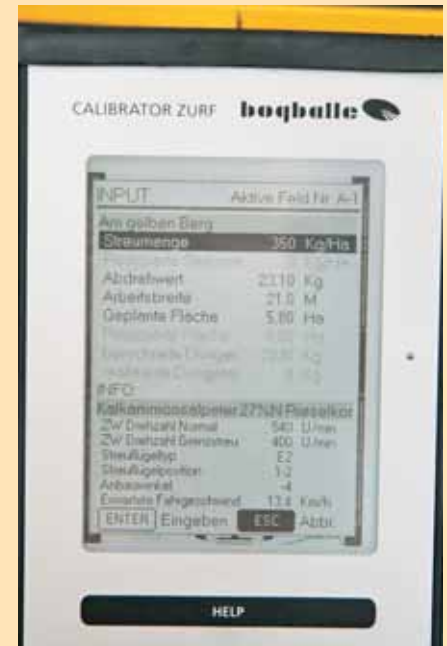 CALIBRATOR ZURF bogballe
INPUT Aktive Feld Nr. A-1
Am gelben Berg
Streumenge 350 Kg/Ha
Abdrehwert 23.10 Kg
Arbeitsbreite 21.0 M
Geplante Fläche 5.80 Ha
INFO
Kalkammonsalpeter 27%N
ZW Drehzahl Normal 540 U/min
ZW Drehzahl Grenzstreu 400 U/min
Streuflügeltyp E2
Streuflügelposition 1-2
Anbauwinkel -4
Erwartete Fahrgeschwind. 13.4 Km/h
ENTER Eingeben ESC Abbr.
HELP